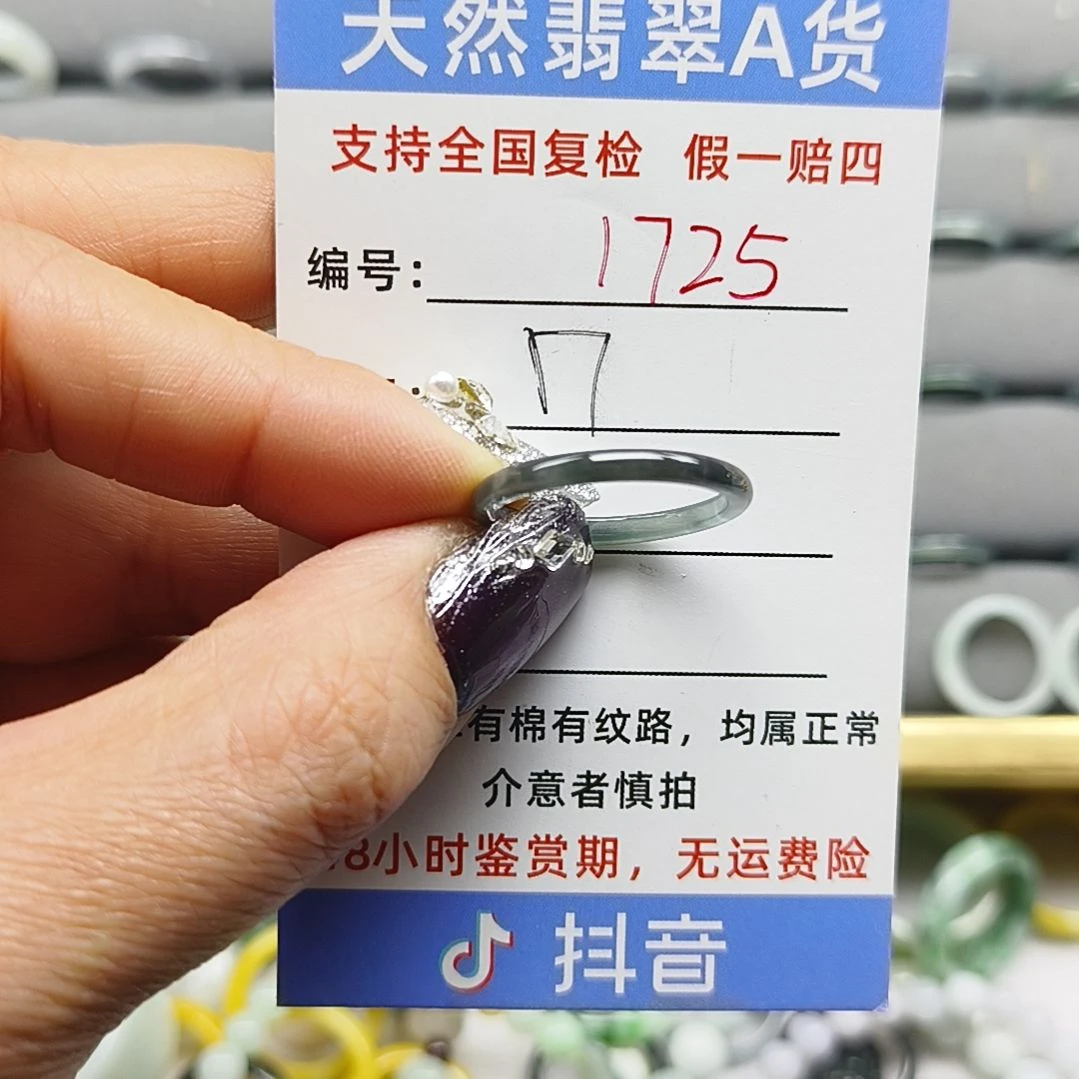 天然翡翠A货
支持全国复检 假一赔四
编号: 1725
有棉有纹路，均属正常
介意者慎拍
8小时鉴赏期，无运费险
抖音